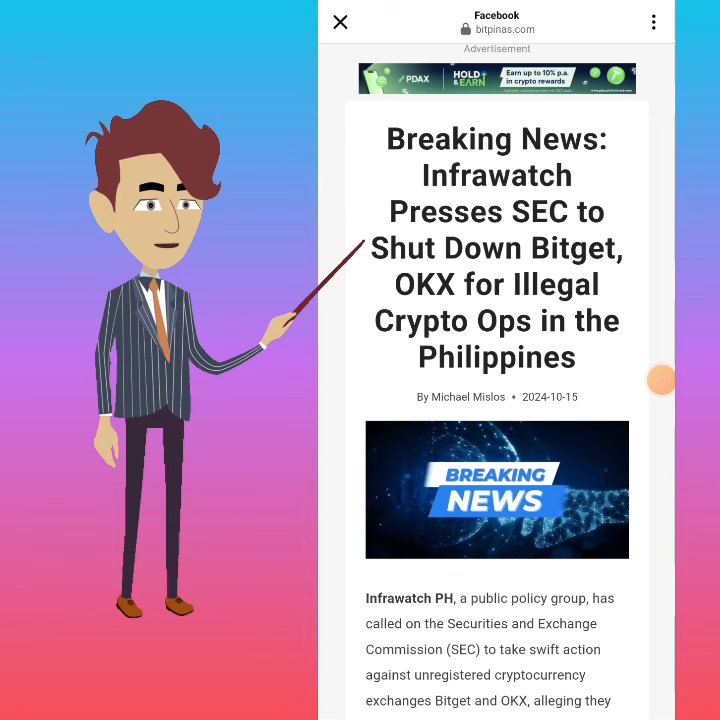 Facebook
bitpinas.com
Advertisement
PDAX
HOLD
& EARN
Earn up to 10% p.a.
in crypto rewards
Breaking News:
Infrawatch
Presses SEC to
Shut Down Bitget,
OKX for Illegal
Crypto Ops in the
Philippines
By Michael Mislos • 2024-10-15
BREAKING
NEWS
Infrawatch PH, a public policy group, has
called on the Securities and Exchange
Commission (SEC) to take swift action
against unregistered cryptocurrency
exchanges Bitget and OKX, alleging they